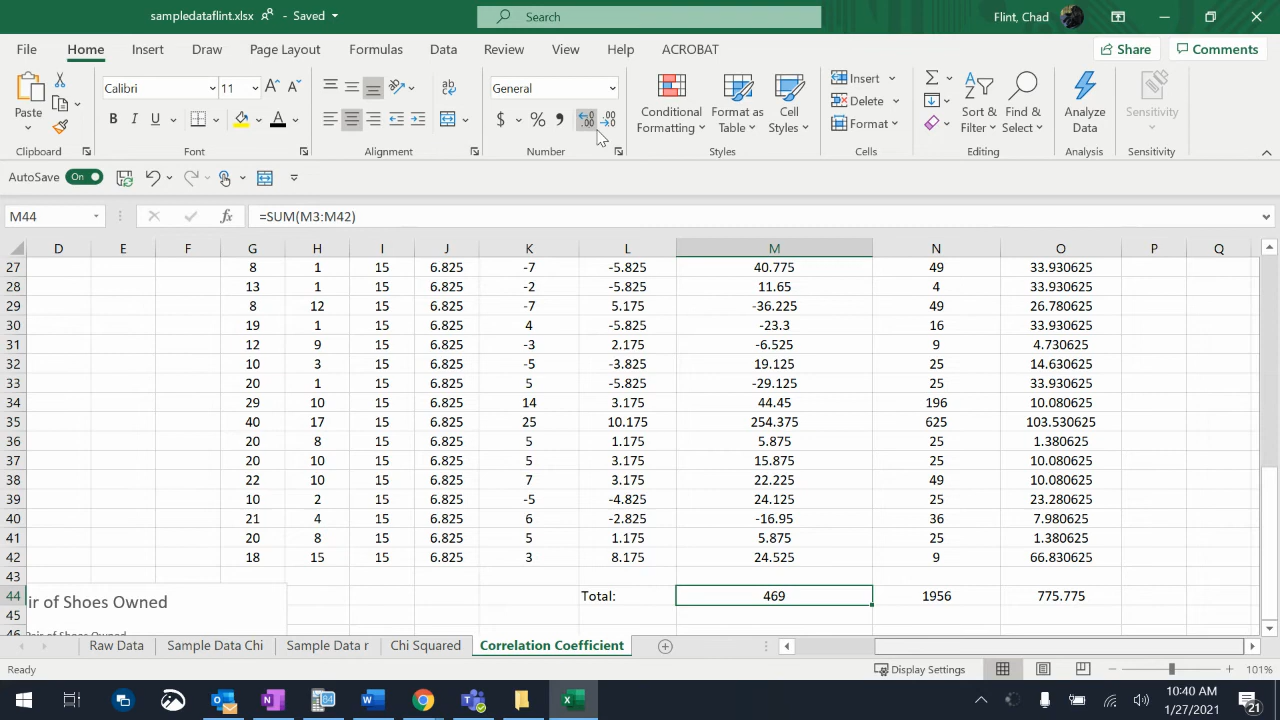 sampledataflint.xlsx - Saved
Search
Flint, Chad
File Home Insert Draw Page Layout Formulas Data Review View Help ACROBAT
Share Comments
Paste
Clipboard
Calibri 11
B I U A
Font
ab
Alignment
General
$ % ,
Number
Conditional Formatting
Format as Table
Cell Styles
Styles
Insert
Delete
Format
Cells
Sort & Filter
Find & Select
Editing
Analyze Data
Analysis
Sensitivity
Sensitivity
AutoSave On
M44 fx =SUM(M3:M42)
D E F G H I J K L M N O P Q
27 8 1 15 6.825 -7 -5.825 40.775 49 33.930625
28 13 1 15 6.825 -2 -5.825 11.65 4 33.930625
29 8 12 15 6.825 -7 5.175 -36.225 49 26.780625
30 19 1 15 6.825 4 -5.825 -23.3 16 33.930625
31 12 9 15 6.825 -3 2.175 -6.525 9 4.730625
32 10 3 15 6.825 -5 -3.825 19.125 25 14.630625
33 20 1 15 6.825 5 -5.825 -29.125 25 33.930625
34 29 10 15 6.825 14 3.175 44.45 196 10.080625
35 40 17 15 6.825 25 10.175 254.375 625 103.530625
36 20 8 15 6.825 5 1.175 5.875 25 1.380625
37 20 10 15 6.825 5 3.175 15.875 25 10.080625
38 22 10 15 6.825 7 3.175 22.225 49 10.080625
39 10 2 15 6.825 -5 -4.825 24.125 25 23.280625
40 21 4 15 6.825 6 -2.825 -16.95 36 7.980625
41 20 8 15 6.825 5 1.175 5.875 25 1.380625
42 18 15 15 6.825 3 8.175 24.525 9 66.830625
43
44 Total: 469 1956 775.775
ir of Shoes Owned
45
46 Pair of Shoes Owned
Raw Data Sample Data Chi Sample Data r Chi Squared Correlation Coefficient
Ready
Display Settings
101%
10:40 AM
1/27/2021
21